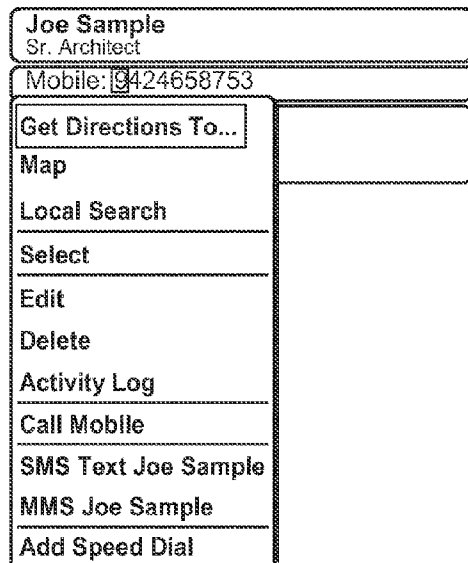 Joe Sample
Sr. Architect
Mobile: 9424658753
Get Directions To...
Map
Local Search
Select
Edit
Delete
Activity Log
Call Mobile
SMS Text Joe Sample
MMS Joe Sample
Add Speed Dial